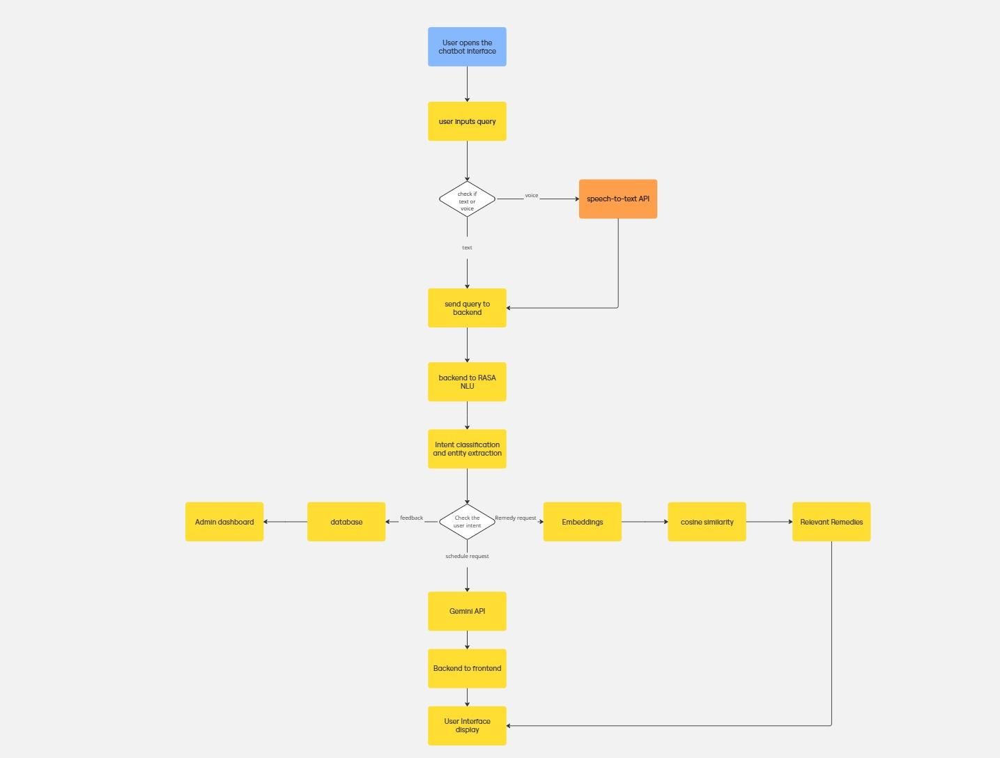 User opens the
chatbot interface
user inputs query
check if
text or
voice
voice
speech-to-text API
text
send query to
backend
backend to RASA
NLU
Intent classification
and entity extraction
Admin dashboard
database
feedback
Check the
user intent
Remedy request
Embeddings
cosine similarity
Relevant Remedies
schedule request
Gemini API
Backend to frontend
User Interface
display